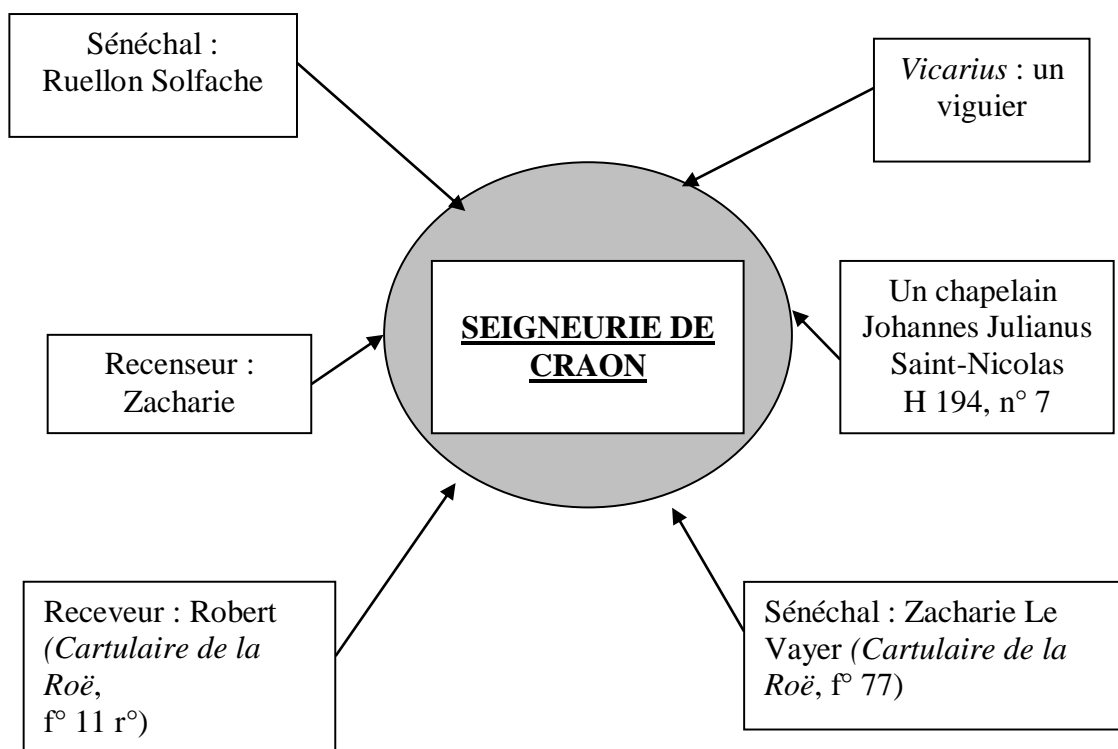 Sénéchal :
Ruellon Solfache
Vicarius : un
viguier
SEIGNEURIE DE
CRAON
Un chapelain
Johannes Julianus
Saint-Nicolas
H 194, n° 7
Recenseur :
Zacharie
Receveur : Robert
(Cartulaire de la
Roë,
f° 11 r°)
Sénéchal : Zacharie Le
Vayer (Cartulaire de la
Roë, f° 77)